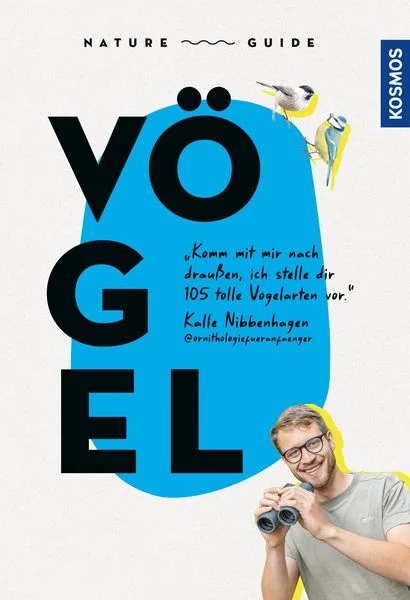 NATURE GUIDE
KOSMOS
VÖ
G
EL
„Komm mit mir nach
draußen, ich stelle dir
105 tolle Vogelarten vor.“
Kalle Nibbenhagen
@ornithologiefueranfaenger